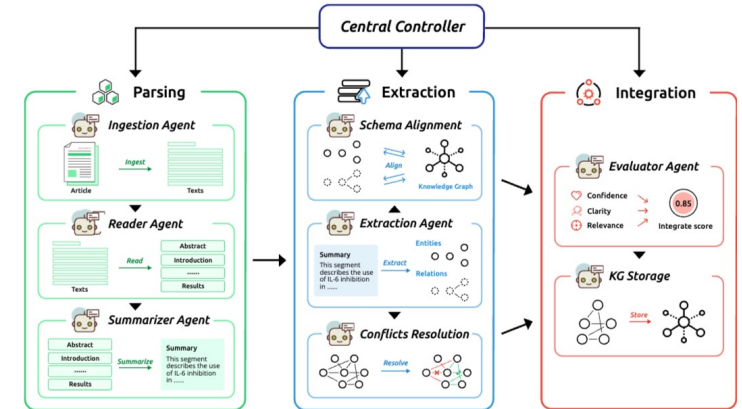 Central Controller
Parsing
Ingestion Agent
Ingest
Article
Texts
Reader Agent
Read
Texts
Abstract
Introduction
......
Results
Summarizer Agent
Abstract
Introduction
......
Results
Summarize
Summary
This segment
describes the use
of IL-6 inhibition
in ......
Extraction
Schema Alignment
Align
Knowledge Graph
Extraction Agent
Summary
This segment
describes the use
of IL-6 inhibition
in ......
Extract
Entities
Relations
Conflicts Resolution
Resolve
Integration
Evaluator Agent
Confidence
Clarity
Relevance
0.85
Integrate score
KG Storage
Store